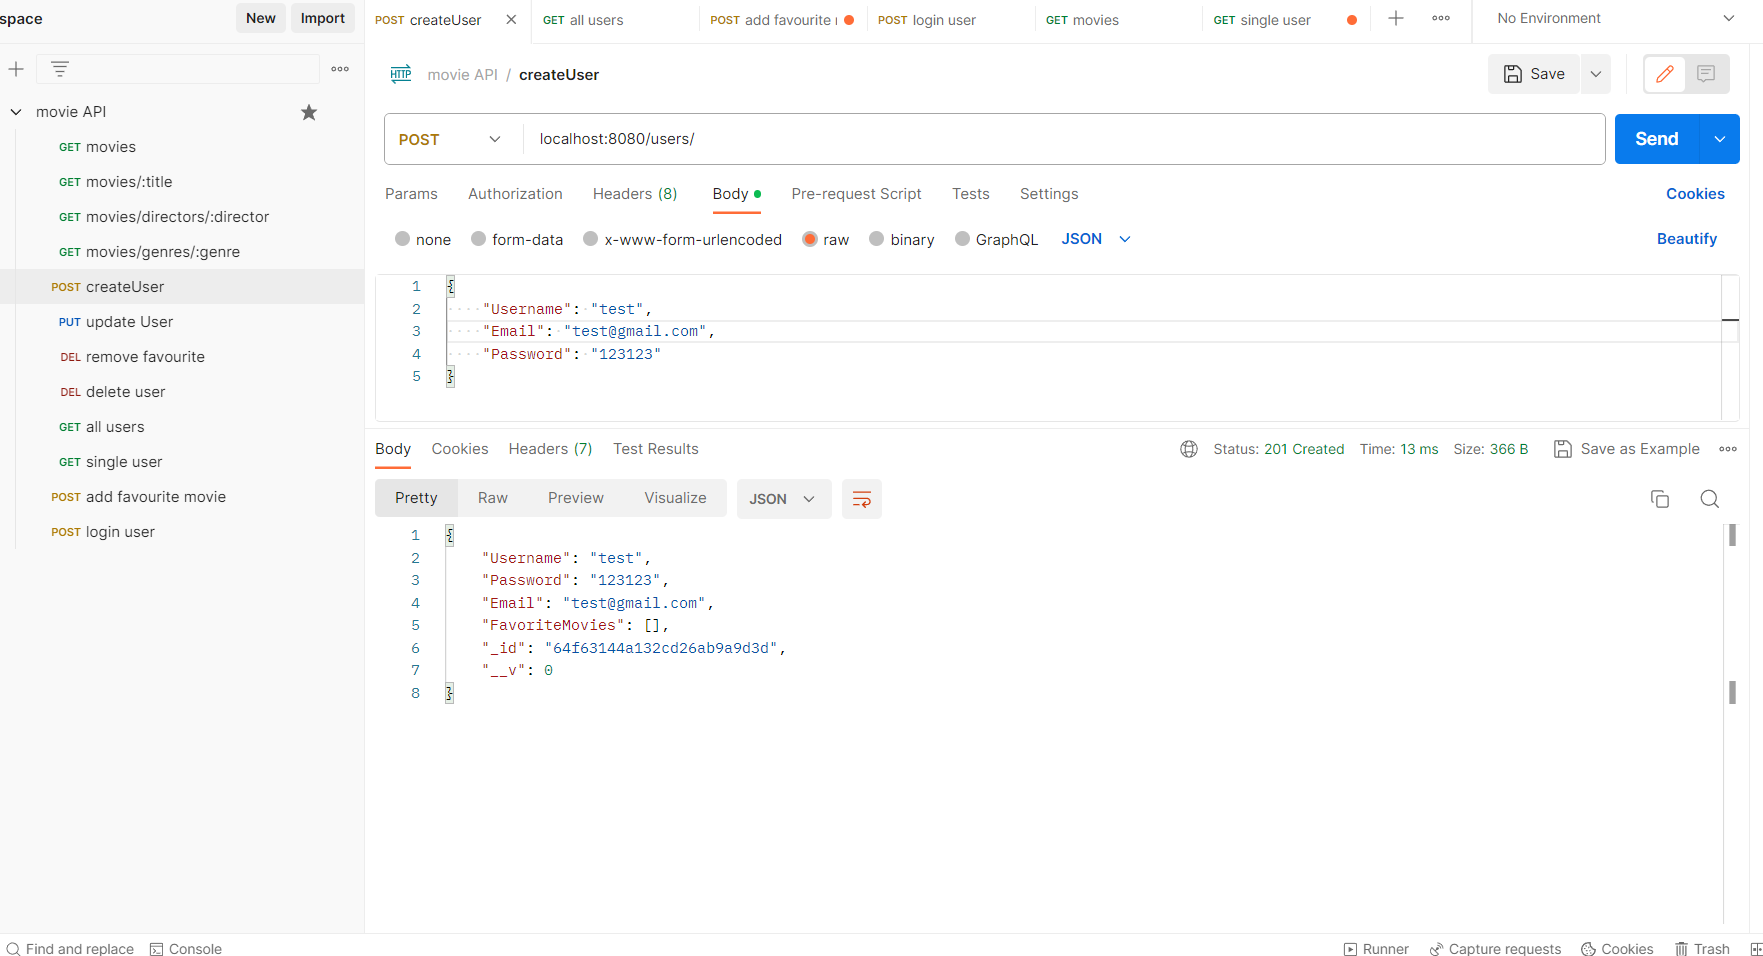 space
New
Import
POST createUser
GET all users
POST add favourite
POST login user
GET movies
GET single user
No Environment
HTTP movie API / createUser
Save
movie API
GET movies
GET movies/:title
GET movies/directors/:director
GET movies/genres/:genre
POST createUser
PUT update User
DEL remove favourite
DEL delete user
GET all users
GET single user
POST add favourite movie
POST login user
POST localhost:8080/users/
Send
Params Authorization Headers (8) Body Pre-request Script Tests Settings Cookies
none form-data x-www-form-urlencoded raw binary GraphQL JSON Beautify
1 {
2 "Username": "test",
3 "Email": "test@gmail.com",
4 "Password": "123123"
5 }
Body Cookies Headers (7) Test Results Status: 201 Created Time: 13 ms Size: 366 B Save as Example
Pretty Raw Preview Visualize JSON
1 {
2 "Username": "test",
3 "Password": "123123",
4 "Email": "test@gmail.com",
5 "FavoriteMovies": [],
6 "_id": "64f63144a132cd26ab9a9d3d",
7 "__v": 0
8 }
Find and replace Console Runner Capture requests Cookies Trash